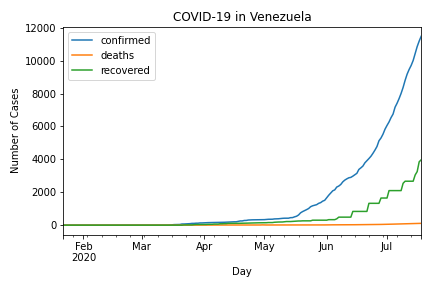 COVID-19 in Venezuela
confirmed
deaths
recovered
Number of Cases
12000
10000
8000
6000
4000
2000
0
Feb
2020
Mar
Apr
May
Jun
Jul
Day